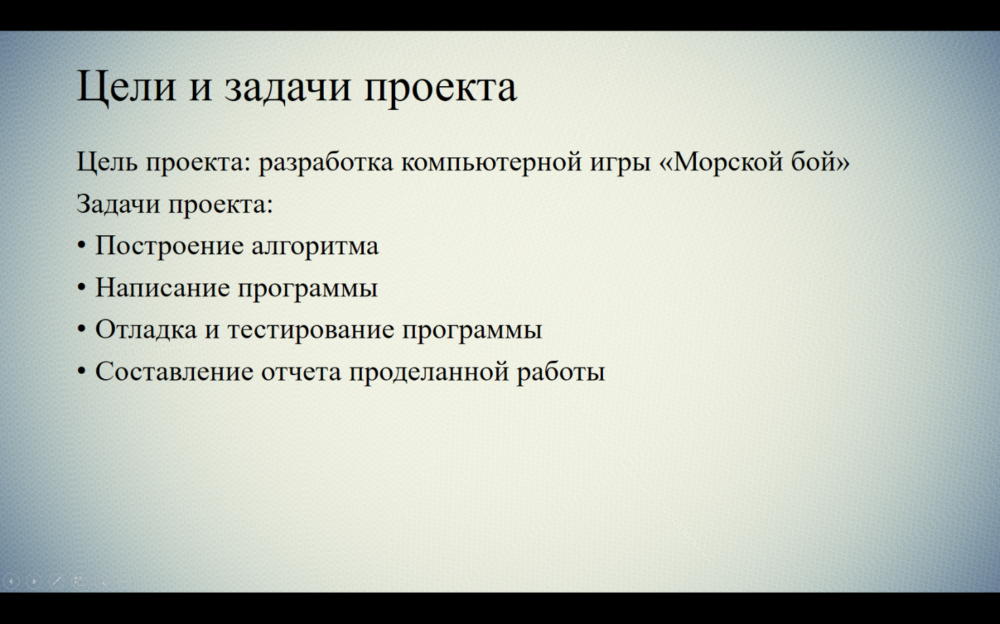 Цели и задачи проекта
Цель проекта: разработка компьютерной игры «Морской бой»
Задачи проекта:
• Построение алгоритма
• Написание программы
• Отладка и тестирование программы
• Составление отчета проделанной работы